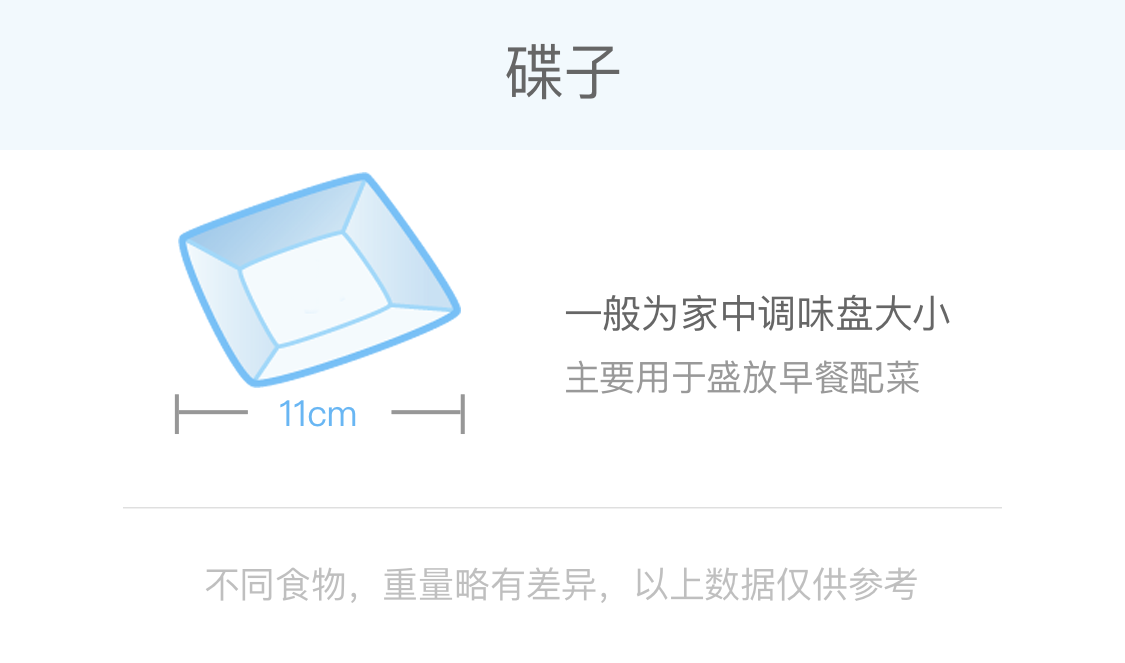 碟子
一般为家中调味盘大小
主要用于盛放早餐配菜
11cm
不同食物，重量略有差异，以上数据仅供参考